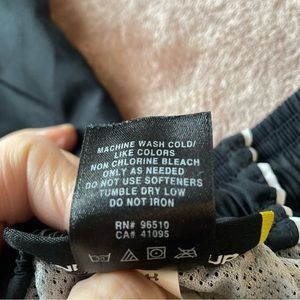 MACHINE WASH COLD/
LIKE COLORS
NON CHLORINE BLEACH
ONLY AS NEEDED
DO NOT USE SOFTENERS
TUMBLE DRY LOW
DO NOT IRON
RN# 96510
CA# 41095